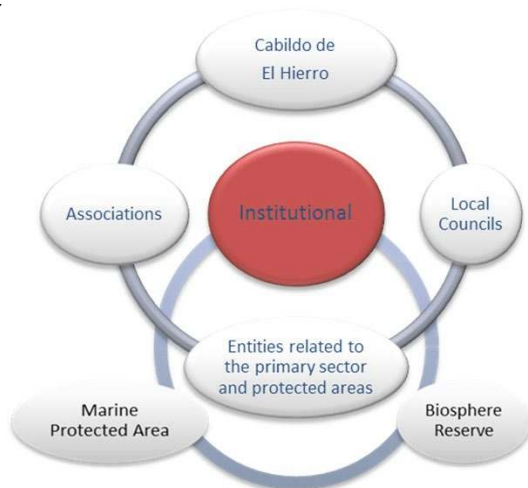 Cabildo de
El Hierro
Associations
Institutional
Local
Councils
Entities related to
the primary sector
and protected areas
Marine
Protected Area
Biosphere
Reserve